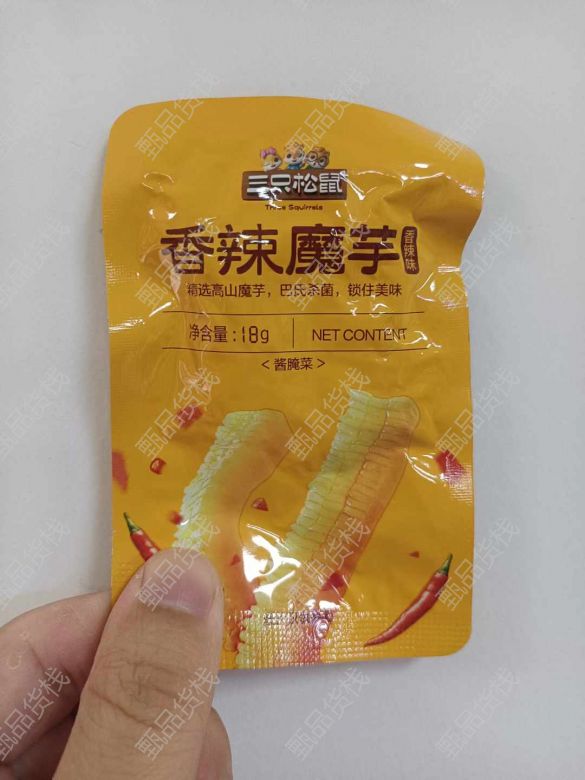 三只松鼠
Three Squirrels
香辣魔芋
香辣味
精选高山魔芋，巴氏杀菌，锁住美味
净含量:18g
NET CONTENT
<酱腌菜>
甄品货栈